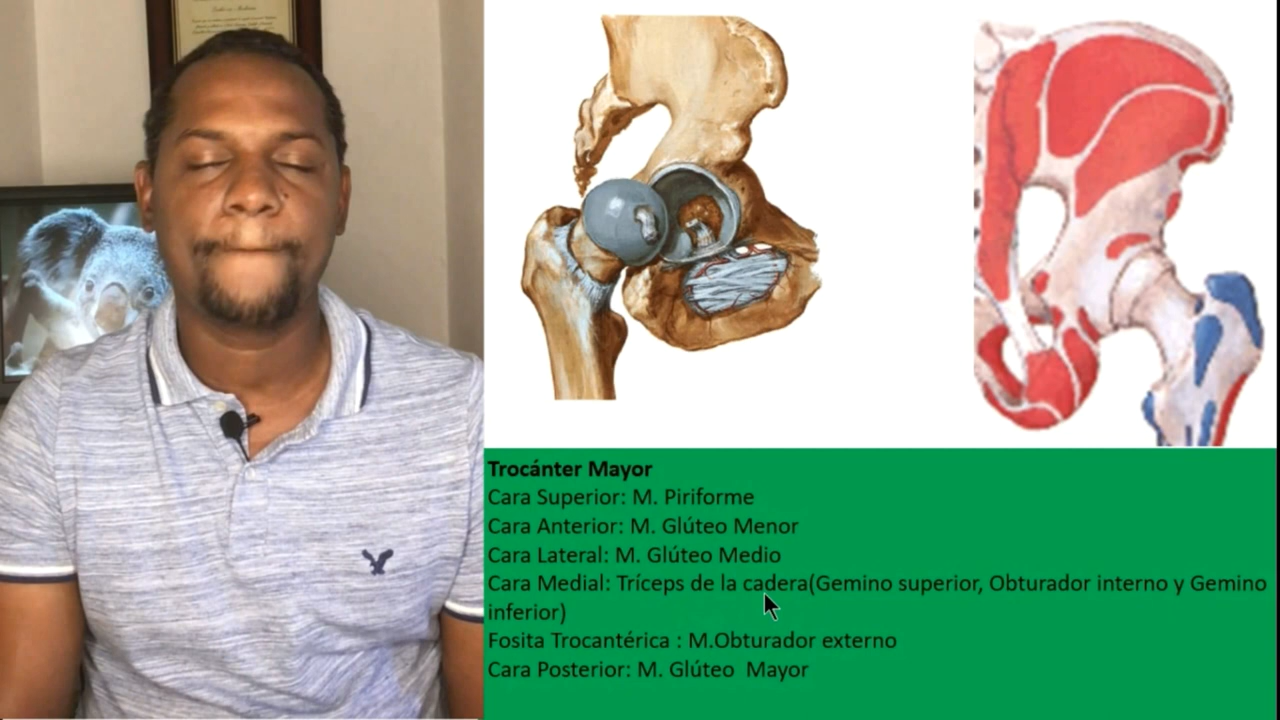 Trocánter Mayor
Cara Superior: M. Piriforme
Cara Anterior: M. Glúteo Menor
Cara Lateral: M. Glúteo Medio
Cara Medial: Tríceps de la cadera(Gemino superior, Obturador interno y Gemino
inferior)
Fosita Trocantérica : M.Obturador externo
Cara Posterior: M. Glúteo  Mayor